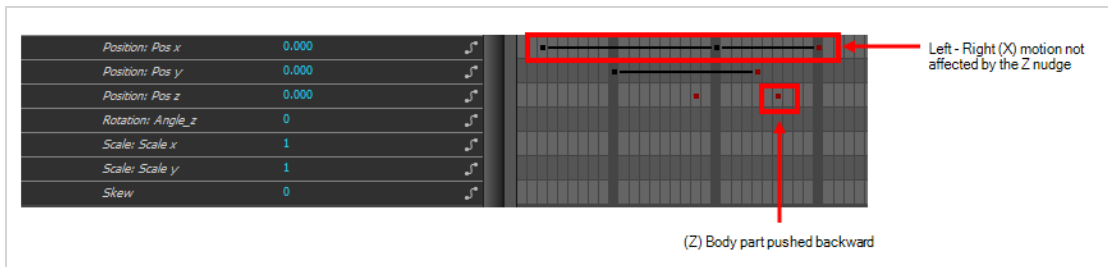 Position: Pos x 0.000
Left - Right (X) motion not
affected by the Z nudge
Position: Pos y 0.000
Position: Pos z 0.000
Rotation: Angle_z 0
Scale: Scale x 1
Scale: Scale y 1
Skew 0
(Z) Body part pushed backward